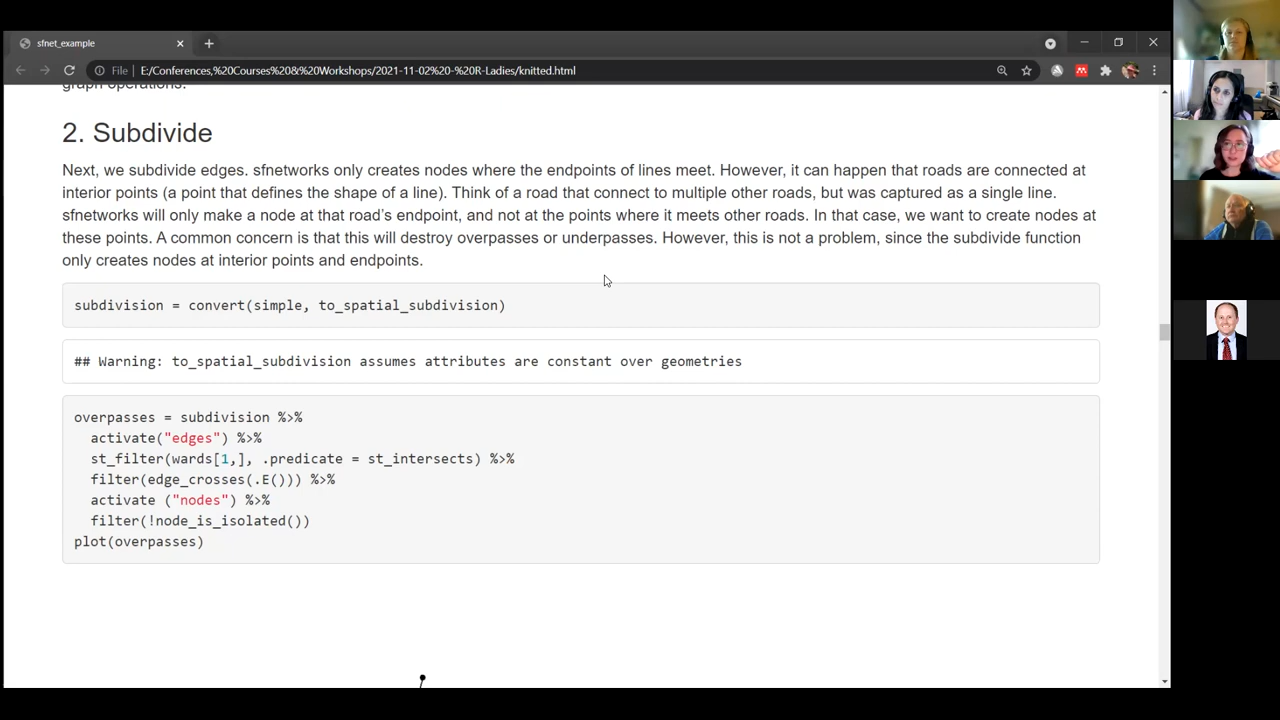 sfnet_example
File E:/Conferences,%20Courses%20&%20Workshops/2021-11-02%20-%20R-Ladies/knitted.html
graph operations.
2. Subdivide
Next, we subdivide edges. sfnetworks only creates nodes where the endpoints of lines meet. However, it can happen that roads are connected at
interior points (a point that defines the shape of a line). Think of a road that connect to multiple other roads, but was captured as a single line.
sfnetworks will only make a node at that road's endpoint, and not at the points where it meets other roads. In that case, we want to create nodes at
these points. A common concern is that this will destroy overpasses or underpasses. However, this is not a problem, since the subdivide function
only creates nodes at interior points and endpoints.
subdivision = convert(simple, to_spatial_subdivision)
## Warning: to_spatial_subdivision assumes attributes are constant over geometries
overpasses = subdivision %>%
activate("edges") %>%
st_filter(wards[1,], .predicate = st_intersects) %>%
filter(edge_crosses(.E())) %>%
activate ("nodes") %>%
filter(!node_is_isolated())
plot(overpasses)